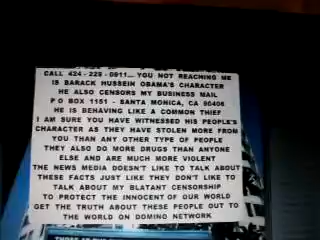 CALL 424 - 229 - 0911... YOU NOT REACHING ME
IS BARACK HUSSEIN OBAMA'S CHARACTER
HE ALSO CENSORS MY BUSINESS MAIL
P O BOX 1151 - SANTA MONICA, CA 90406
HE IS BEHAVING LIKE A COMMON THIEF
I AM SURE YOU HAVE WITNESSED HIS PEOPLE'S
CHARACTER AS THEY HAVE STOLEN MORE FROM
YOU THAN ANY OTHER TYPE OF PEOPLE
THEY ALSO DO MORE DRUGS THAN ANYONE
ELSE AND ARE MUCH MORE VIOLENT
THE NEWS MEDIA DOESN'T LIKE TO TALK ABOUT
THESE FACTS JUST LIKE THEY DON'T LIKE TO
TALK ABOUT MY BLATANT CENSORSHIP
TO PROTECT THE INNOCENT OF OUR WORLD
GET THE TRUTH ABOUT THESE PEOPLE OUT TO
THE WORLD ON DOMINO NETWORK